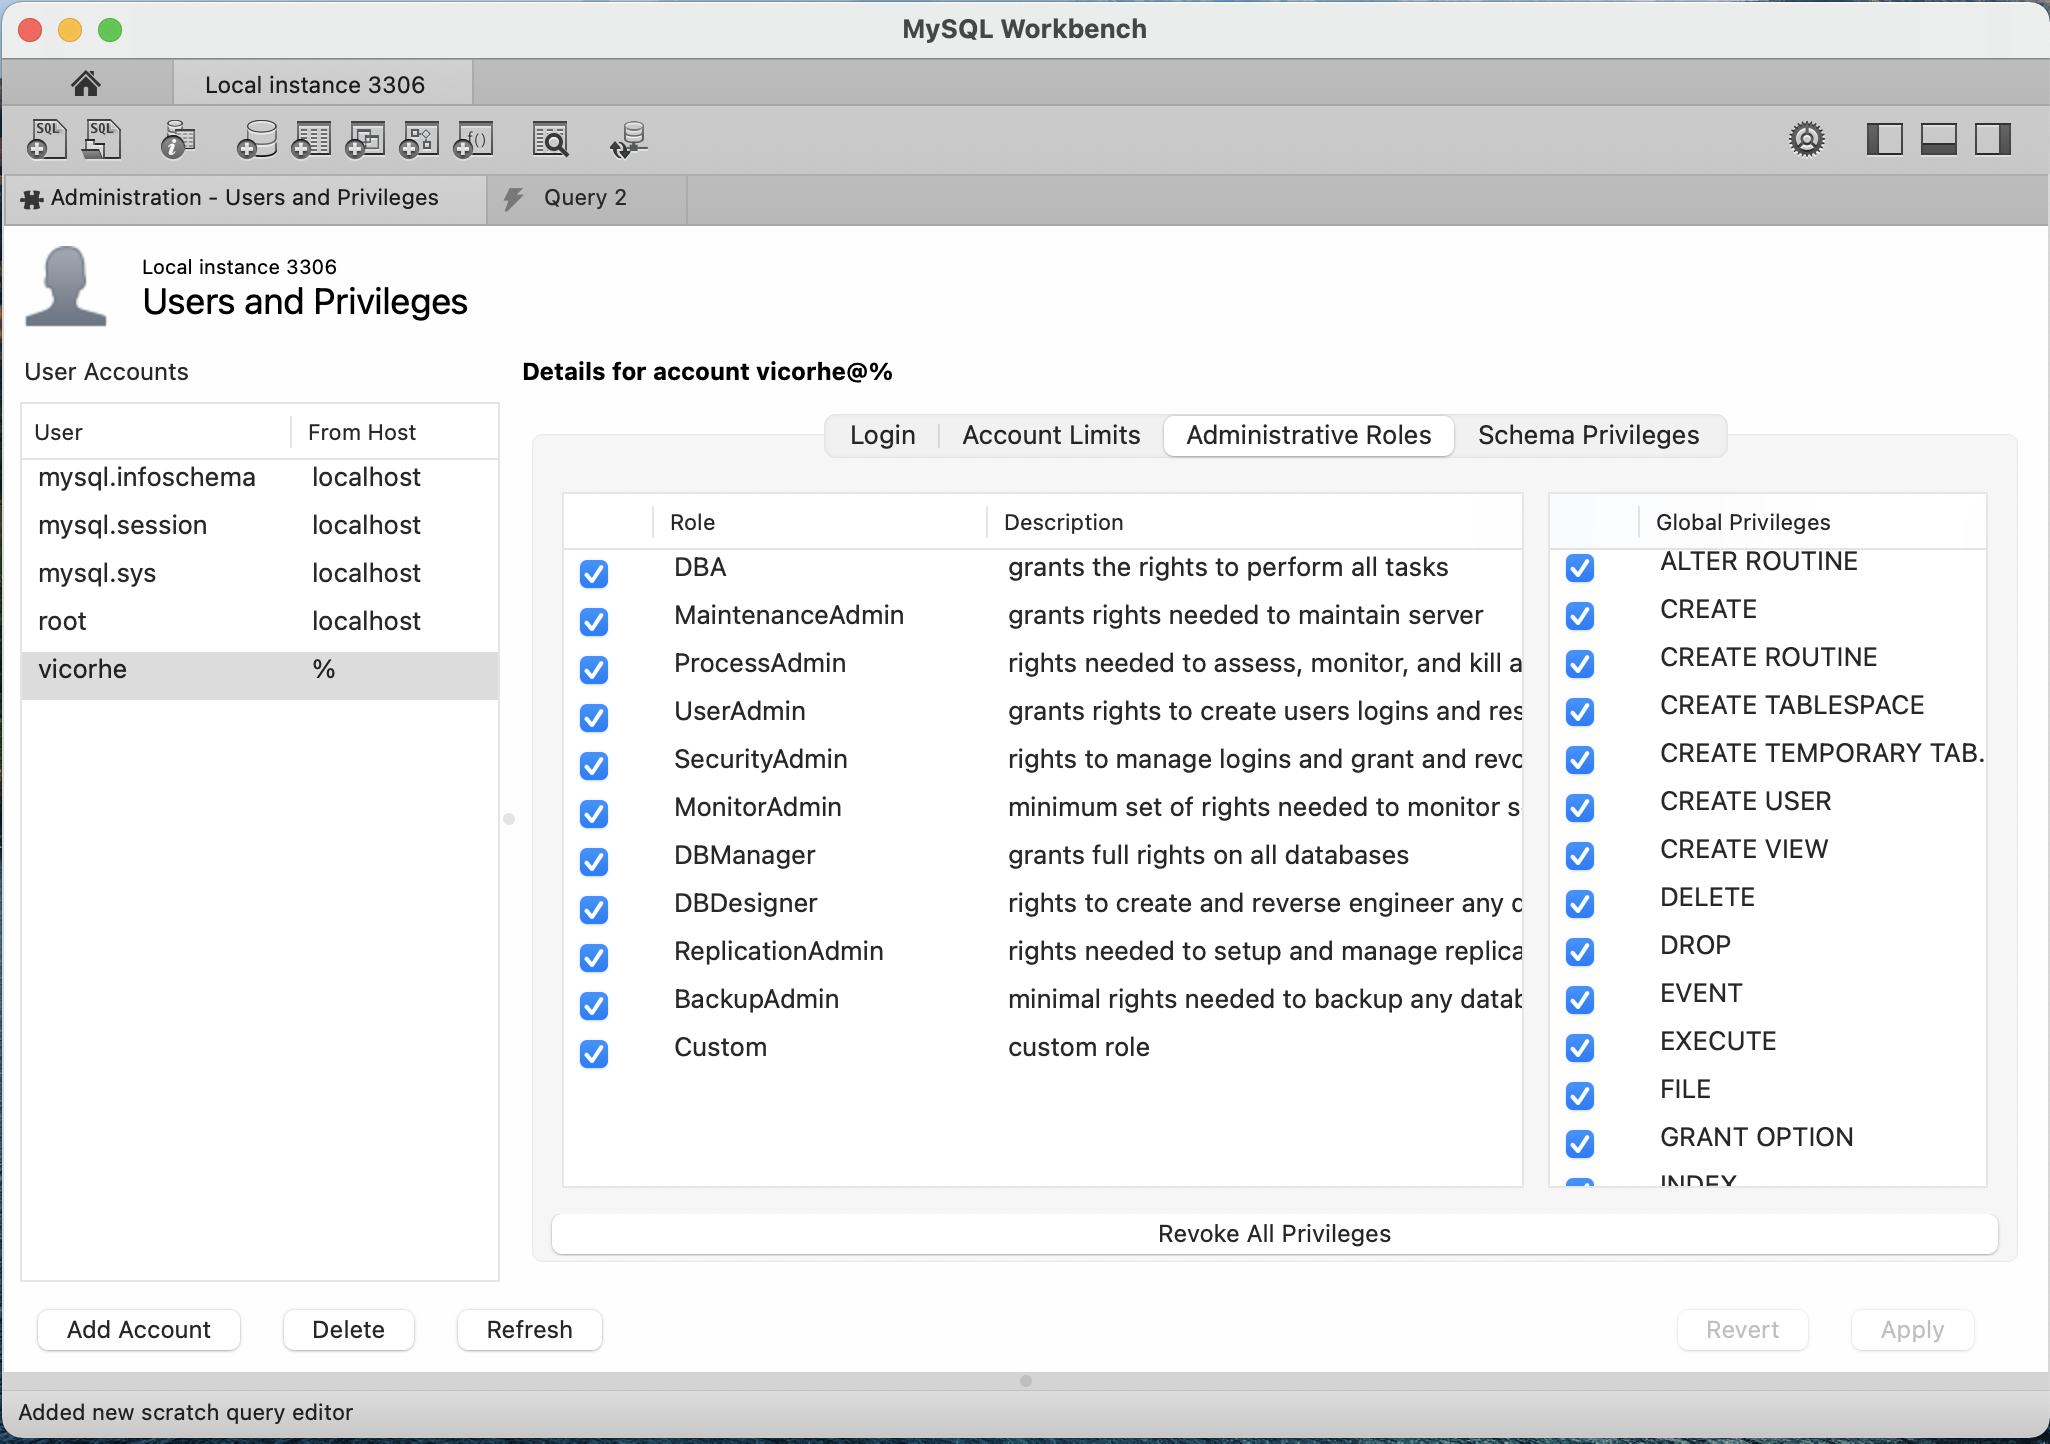 MySQL Workbench
Local instance 3306
SQL SQL f()
Administration - Users and Privileges
Query 2
Local instance 3306
Users and Privileges
User Accounts
Details for account vicorhe@%
Login
Account Limits
Administrative Roles
Schema Privileges
User From Host
mysql.infoschema localhost
mysql.session localhost
mysql.sys localhost
root localhost
vicorhe %
Role Description
DBA grants the rights to perform all tasks
MaintenanceAdmin grants rights needed to maintain server
ProcessAdmin rights needed to assess, monitor, and kill a
UserAdmin grants rights to create users logins and res
SecurityAdmin rights to manage logins and grant and revo
MonitorAdmin minimum set of rights needed to monitor s
DBManager grants full rights on all databases
DBDesigner rights to create and reverse engineer any d
ReplicationAdmin rights needed to setup and manage replica
BackupAdmin minimal rights needed to backup any datab
Custom custom role
Global Privileges
ALTER ROUTINE
CREATE
CREATE ROUTINE
CREATE TABLESPACE
CREATE TEMPORARY TAB.
CREATE USER
CREATE VIEW
DELETE
DROP
EVENT
EXECUTE
FILE
GRANT OPTION
INDEX
Revoke All Privileges
Add Account
Delete
Refresh
Revert
Apply
Added new scratch query editor